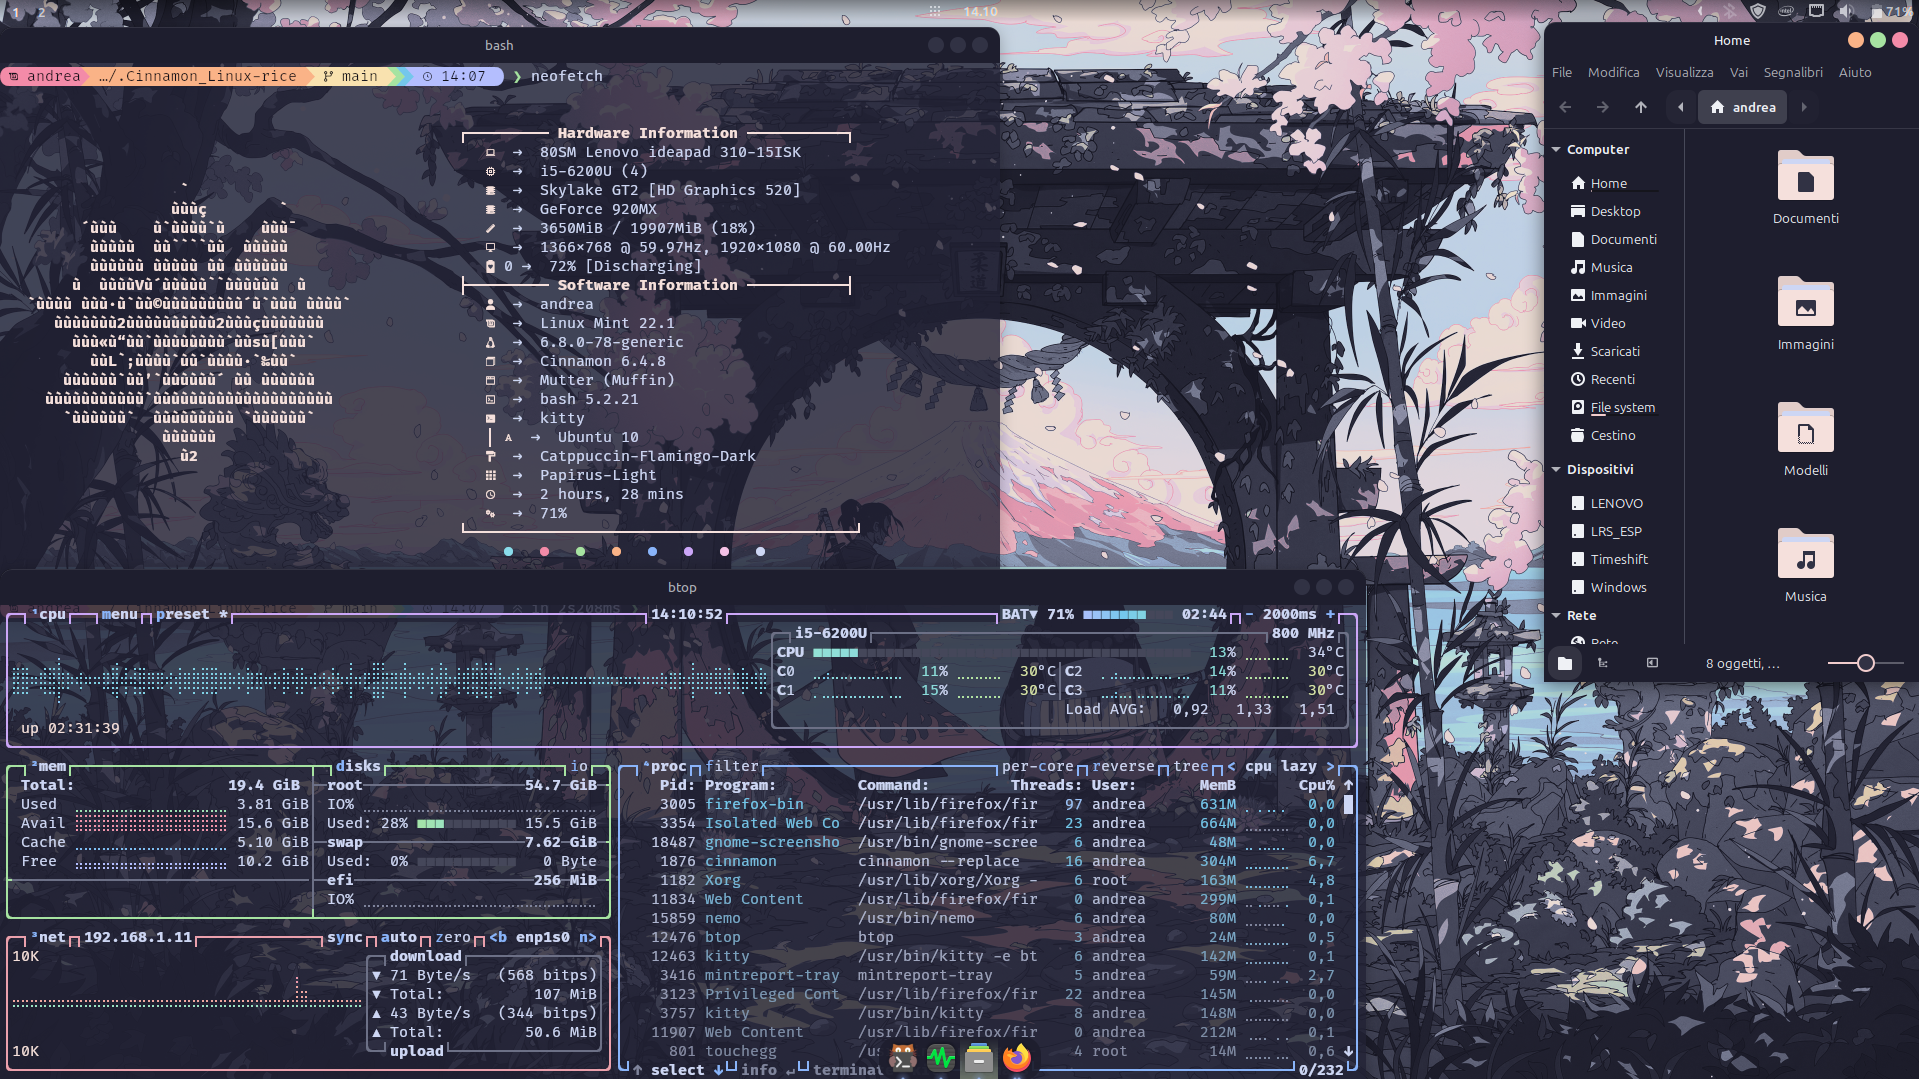 1 2
14.10
71%
bash
andrea …/.Cinnamon_Linux-rice main 14:07 ❯ neofetch
Hardware Information
→ 80SM Lenovo ideapad 310-15ISK
→ i5-6200U (4)
→ Skylake GT2 [HD Graphics 520]
→ GeForce 920MX
→ 3650MiB / 19907MiB (18%)
→ 1366×768 @ 59.97Hz, 1920×1080 @ 60.00Hz
0 → 72% [Discharging]
Software Information
→ andrea
→ Linux Mint 22.1
→ 6.8.0-78-generic
→ Cinnamon 6.4.8
→ Mutter (Muffin)
→ bash 5.2.21
→ kitty
A → Ubuntu 10
→ Catppuccin-Flamingo-Dark
→ Papirus-Light
→ 2 hours, 28 mins
→ 71%
Home
File Modifica Visualizza Vai Segnalibri Aiuto
andrea
Computer
Home
Desktop
Documenti
Musica
Immagini
Video
Scaricati
Recenti
File system
Cestino
Dispositivi
LENOVO
LRS_ESP
Timeshift
Windows
Rete
Rete
Documenti
Immagini
Modelli
Musica
8 oggetti, ...
btop
¹cpu menu preset * 14:10:52 BAT▼ 71% 02:44 - 2000ms +
i5-6200U 800 MHz
CPU 13% 34°C
C0 11% 30°C C2 14% 30°C
C1 15% 30°C C3 11% 30°C
Load AVG: 0,92 1,33 1,51
up 02:31:39
²mem disks io
Total: 19.4 GiB
Used 3.81 GiB
Avail 15.6 GiB
Cache 5.10 GiB
Free 10.2 GiB
root 54.7 GiB
IO%
Used: 28% 15.5 GiB
swap 7.62 GiB
Used: 0% 0 Byte
efi 256 MiB
IO%
³net 192.168.1.11 sync auto zero <b enp1s0 n>
10K
download
▼ 71 Byte/s (568 bitps)
▼ Total: 107 MiB
▲ 43 Byte/s (344 bitps)
▲ Total: 50.6 MiB
upload
10K
⁴proc filter per-core reverse tree < cpu lazy >
Pid: Program: Command: Threads: User: MemB Cpu% ↑
3005 firefox-bin /usr/lib/firefox/fir 97 andrea 631M 0,0
3354 Isolated Web Co /usr/lib/firefox/fir 23 andrea 664M 0,0
18487 gnome-screensho /usr/bin/gnome-scree 6 andrea 48M 0,0
1876 cinnamon cinnamon --replace 16 andrea 304M 6,7
1182 Xorg /usr/lib/xorg/Xorg - 6 root 163M 4,8
11834 Web Content /usr/lib/firefox/fir 0 andrea 299M 0,1
15859 nemo /usr/bin/nemo 6 andrea 80M 0,0
12476 btop btop 3 andrea 24M 0,5
12463 kitty /usr/bin/kitty -e bt 6 andrea 142M 0,1
3416 mintreport-tray mintreport-tray 5 andrea 59M 2,7
3123 Privileged Cont /usr/lib/firefox/fir 22 andrea 145M 0,0
3757 kitty /usr/bin/kitty 8 andrea 148M 0,0
11907 Web Content /usr/lib/firefox/fir 0 andrea 212M 0,1
801 touchegg 4 root 14M 0,6 ↓
↑ select ↓ info ↵ 0/232